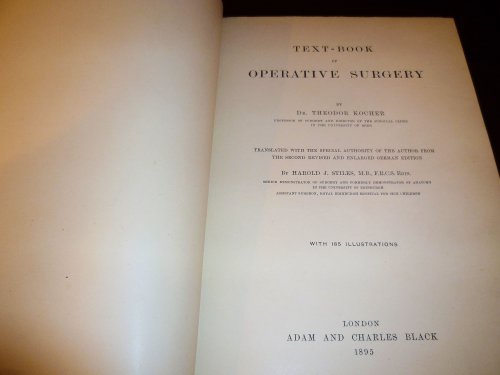 TEXT-BOOK
OF
OPERATIVE SURGERY
BY
DR. THEODOR KOCHER
PROFESSOR OF SURGERY AND DIRECTOR OF THE SURGICAL CLINIC
IN THE UNIVERSITY OF BERN
TRANSLATED WITH THE SPECIAL AUTHORITY OF THE AUTHOR FROM
THE SECOND REVISED AND ENLARGED GERMAN EDITION
BY HAROLD J. STILES, M.B., F.R.C.S. EDIN.
SENIOR DEMONSTRATOR OF SURGERY AND FORMERLY DEMONSTRATOR OF ANATOMY
IN THE UNIVERSITY OF EDINBURGH
ASSISTANT SURGEON, ROYAL EDINBURGH HOSPITAL FOR SICK CHILDREN
WITH 185 ILLUSTRATIONS
LONDON
ADAM AND CHARLES BLACK
1895